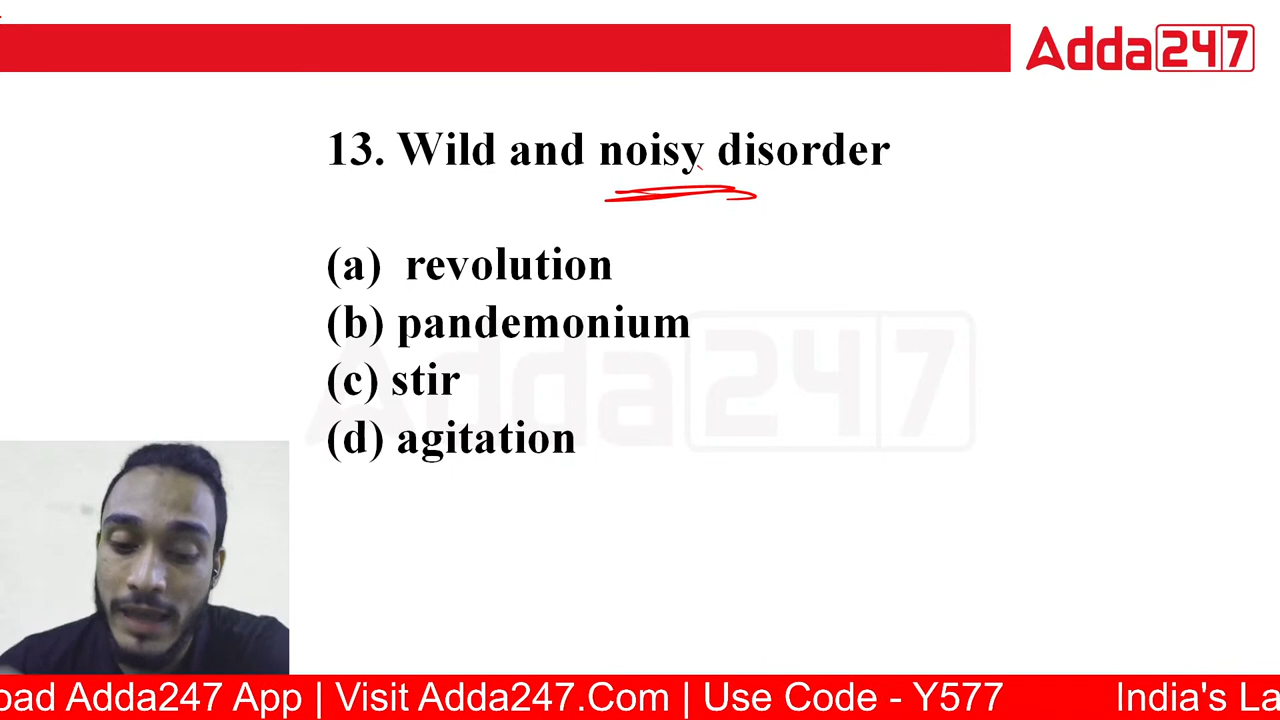 Adda247
13. Wild and noisy disorder
(a) revolution
(b) pandemonium
(c) stir
(d) agitation
Adda247
oad Adda247 App | Visit Adda247.Com | Use Code - Y577 India's La